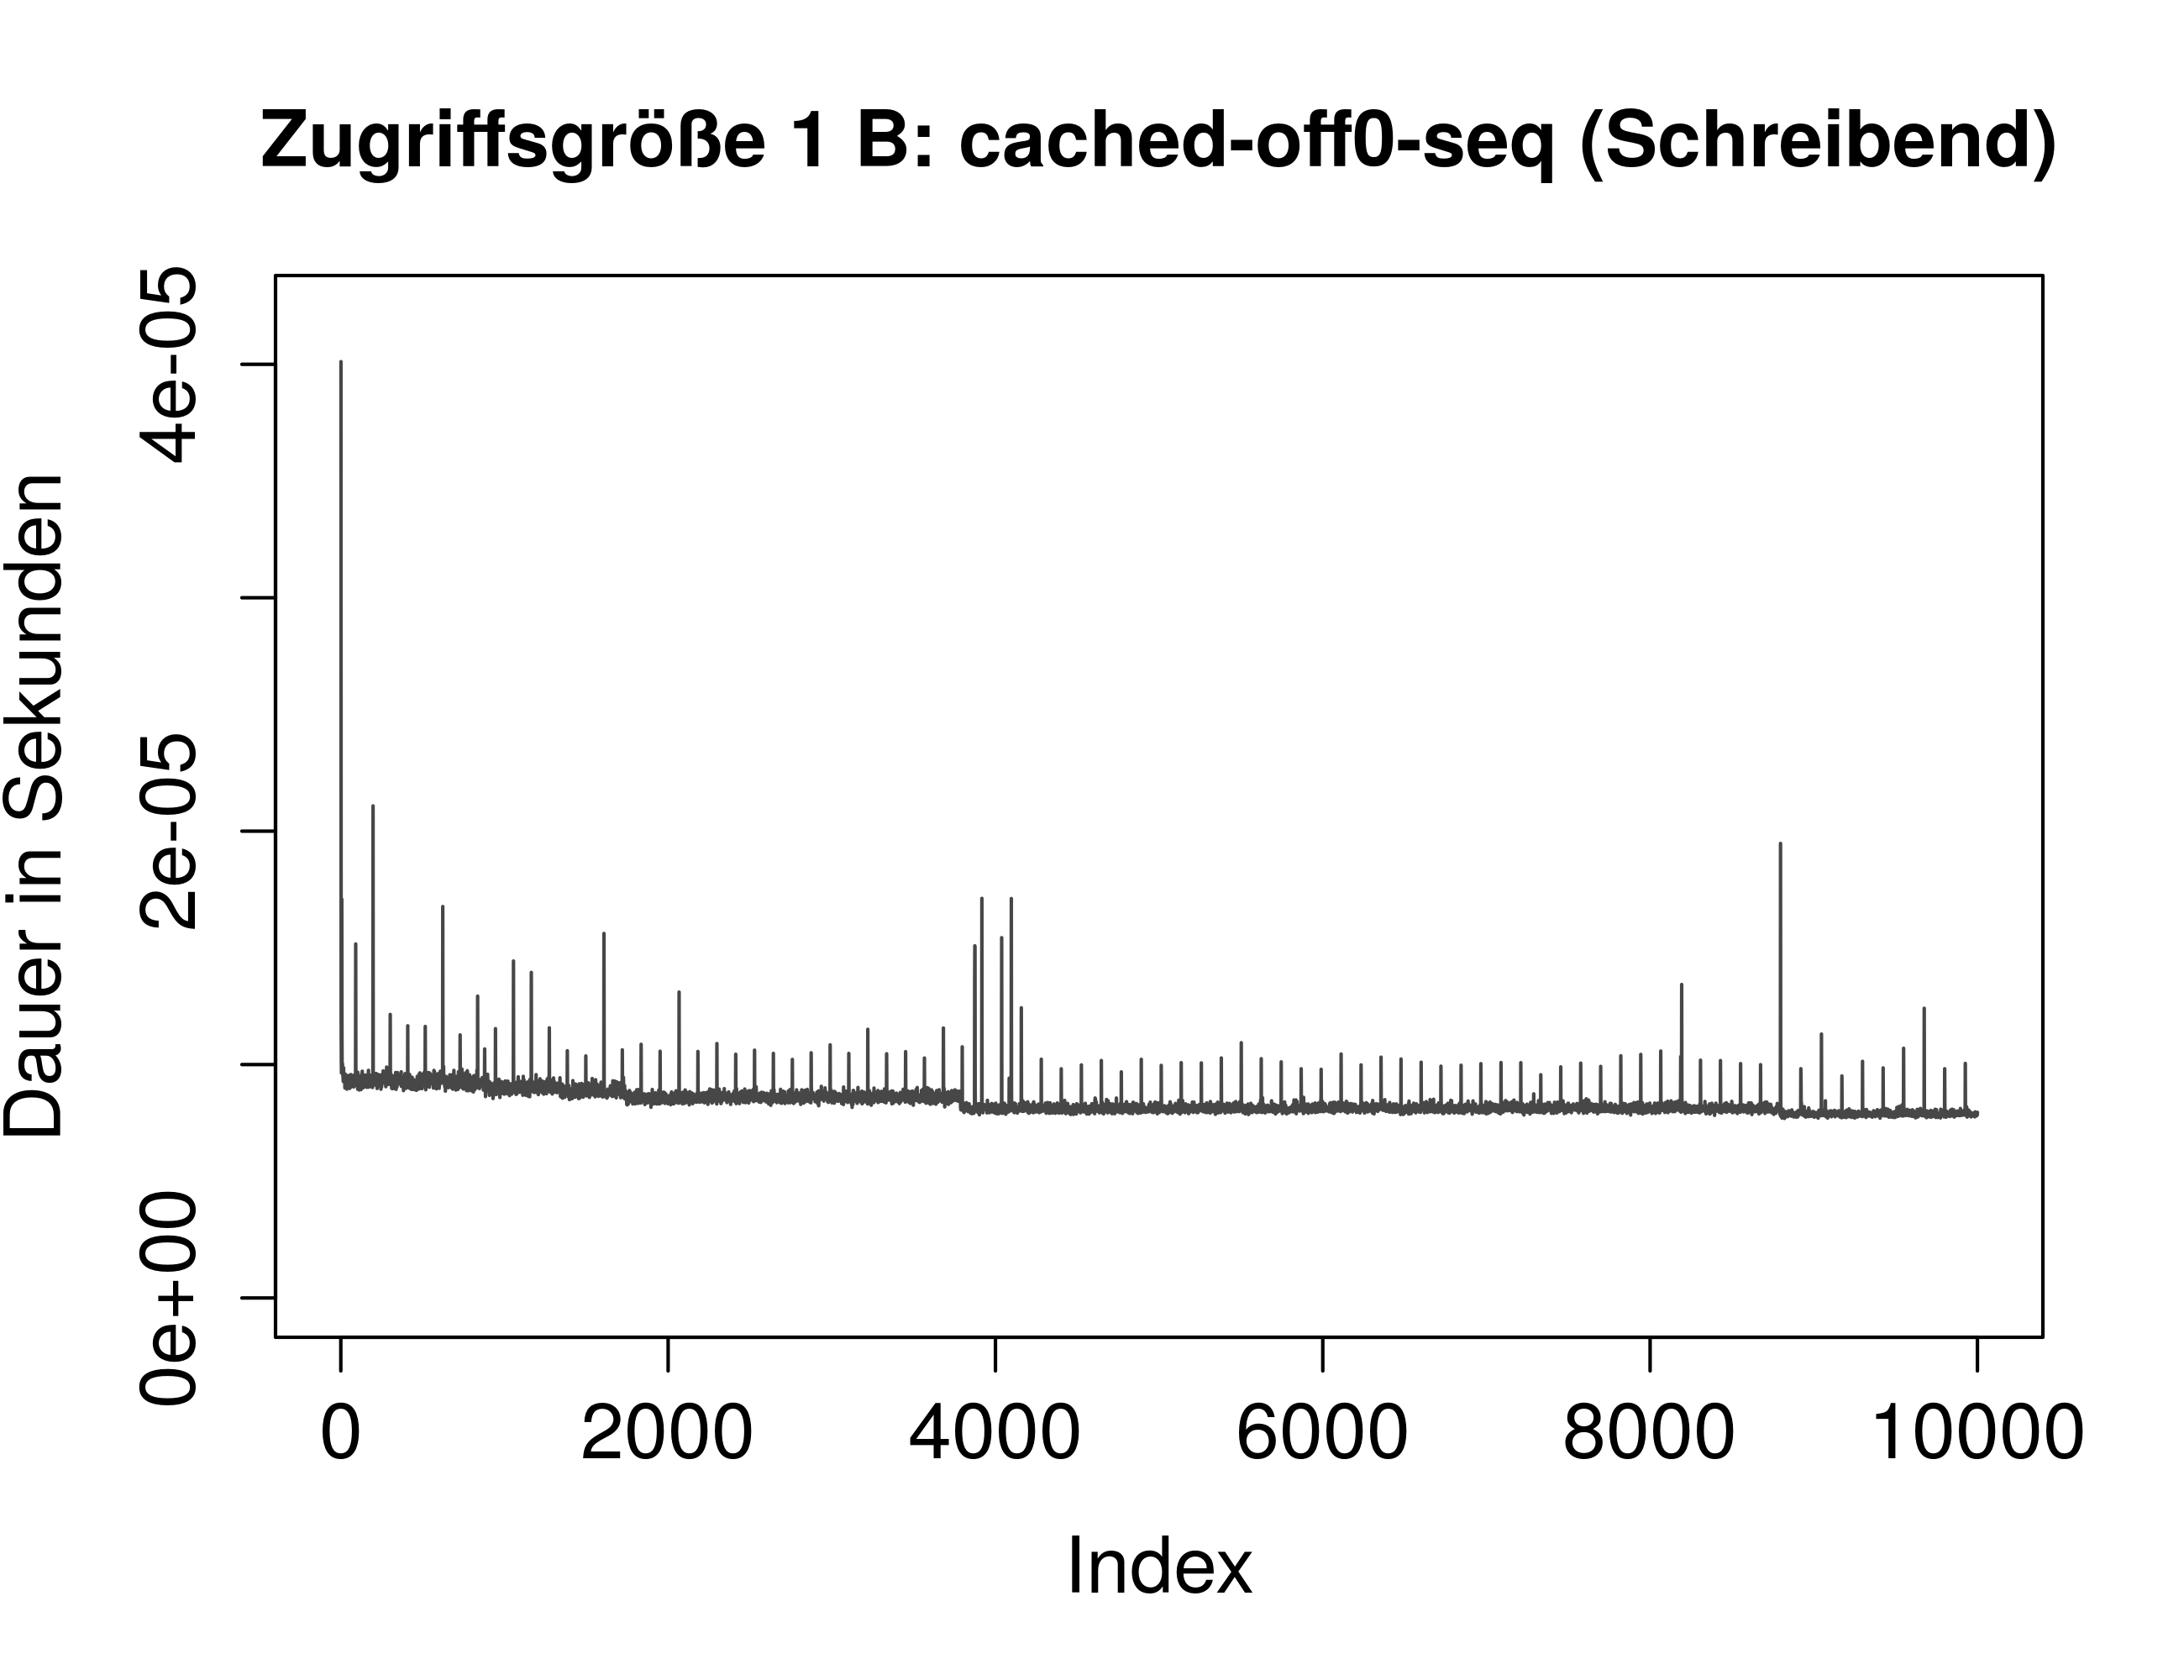 Zugriffsgröße 1 B: cached-off0-seq (Schreibend)
Dauer in Sekunden
4e-05
2e-05
0e+00
0 2000 4000 6000 8000 10000
Index